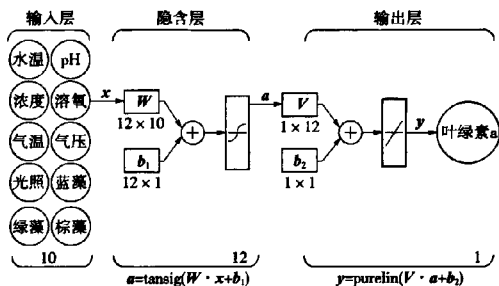 输入层 隐含层 输出层
水温 pH
浓度 溶氧 x W a V y 叶绿素a
12×10 1×12
气温 气压
b₁ b₂
12×1 1×1
光照 蓝藻
绿藻 棕藻
10 12 1
a=tansig(W·x+b₁) y=purelin(V·a+b₂)